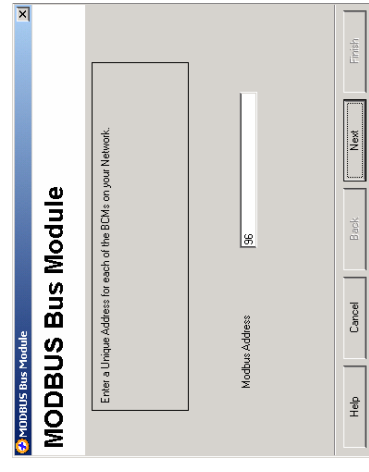 MODBUS Bus Module
MODBUS Bus Module
Enter a Unique Address for each of the BCMs on your Network.
Modbus Address
96
Help
Cancel
Back
Next
Finish